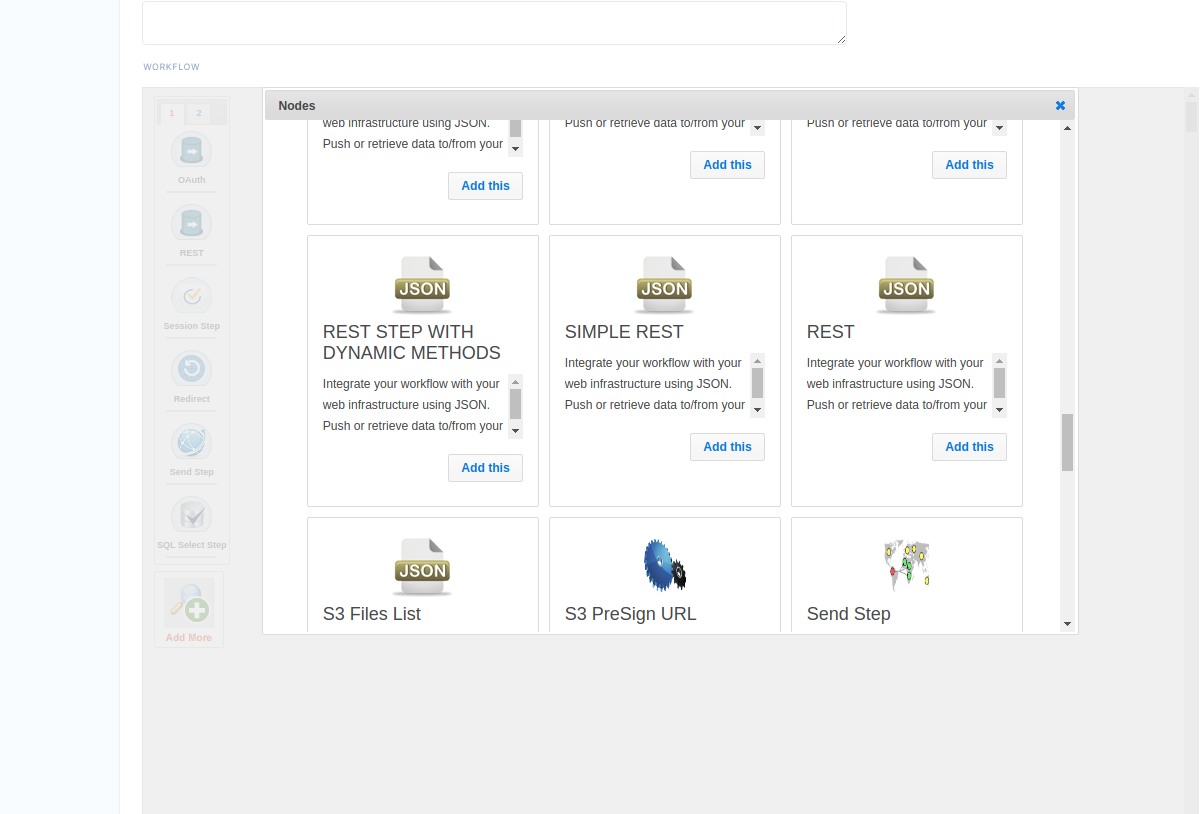 WORKFLOW
Nodes
1 2
OAuth
REST
Session Step
Redirect
Send Step
SQL Select Step
Add More
web infrastructure using JSON.
Push or retrieve data to/from your
Add this
Push or retrieve data to/from your
Add this
Push or retrieve data to/from your
Add this
JSON
REST STEP WITH
DYNAMIC METHODS
Integrate your workflow with your
web infrastructure using JSON.
Push or retrieve data to/from your
Add this
JSON
SIMPLE REST
Integrate your workflow with your
web infrastructure using JSON.
Push or retrieve data to/from your
Add this
JSON
REST
Integrate your workflow with your
web infrastructure using JSON.
Push or retrieve data to/from your
Add this
JSON
S3 Files List
S3 PreSign URL
Send Step